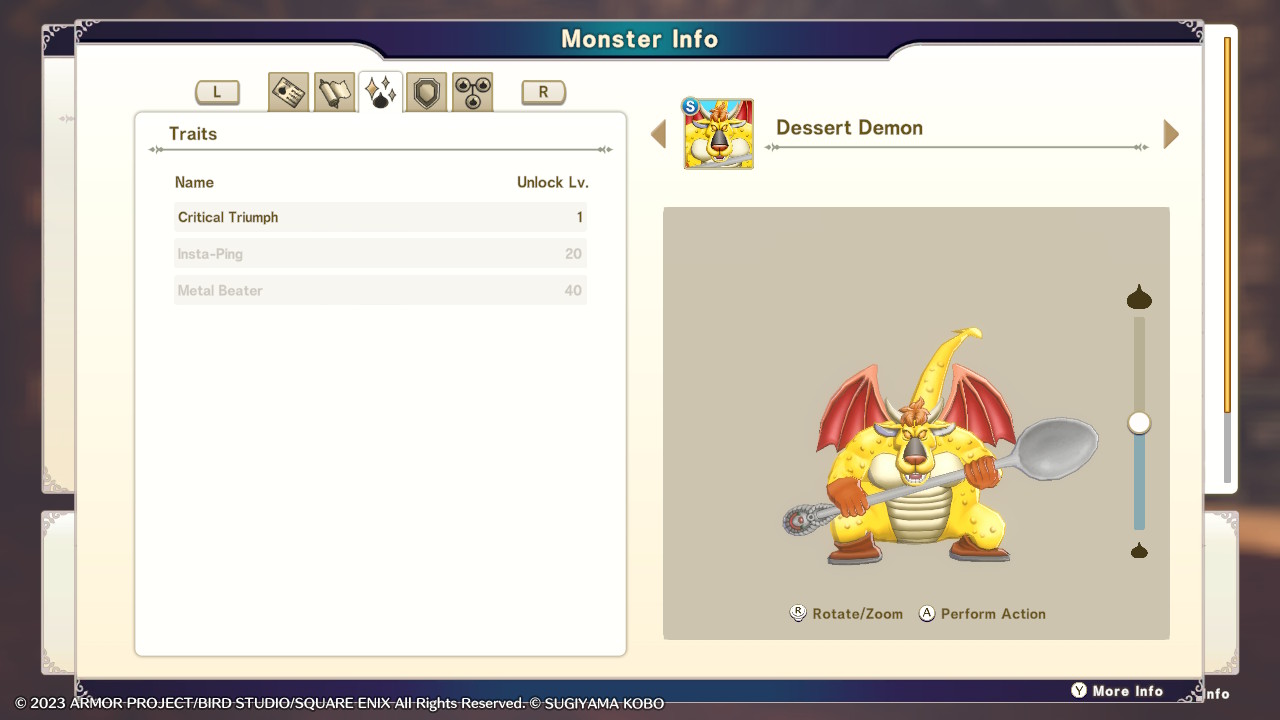 Monster Info
L
R
Traits
Name Unlock Lv.
Critical Triumph 1
Insta-Ping 20
Metal Beater 40
S
Dessert Demon
R Rotate/Zoom A Perform Action
Y More Info
nfo
© 2023 ARMOR PROJECT/BIRD STUDIO/SQUARE ENIX All Rights Reserved. © SUGIYAMA KOBO